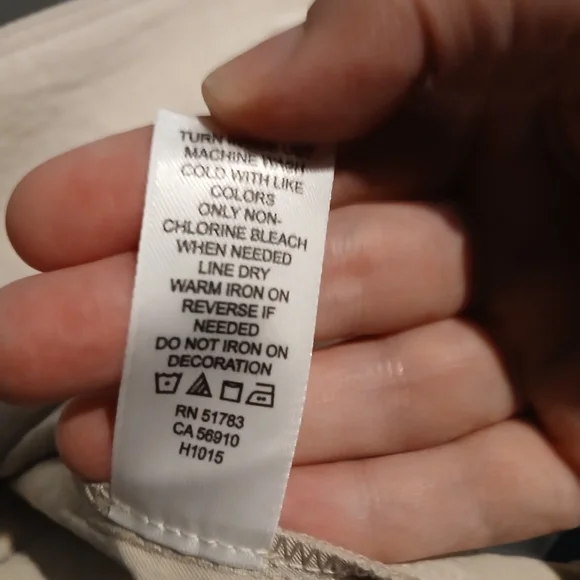 TURN
MACHINE WASH
COLD WITH LIKE
COLORS
ONLY NON-
CHLORINE BLEACH
WHEN NEEDED
LINE DRY
WARM IRON ON
REVERSE IF
NEEDED
DO NOT IRON ON
DECORATION
RN 51783
CA 56910
H1015